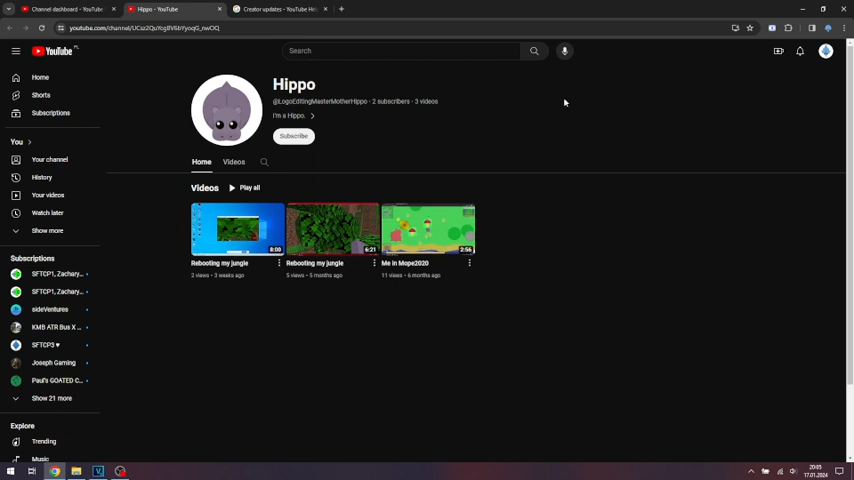 Channel dashboard - YouTube
Hippo - YouTube
Creator updates - YouTube He
youtube.com/channel/UCsz2QuYcgBV6bYyoqG_nwOQ
YouTube PL
Search
Home
Shorts
Subscriptions
You
Your channel
History
Your videos
Watch later
Show more
Subscriptions
SFTCP1, Zachary...
SFTCP1, Zachary...
sideVentures
KMB ATR Bus X ...
SFTCP3 ♥
Joseph Gaming
Paul's GOATED C...
Show 21 more
Explore
Trending
Music
Hippo
@LogoEditingMasterMotherHippo · 2 subscribers · 3 videos
I'm a Hippo.
Subscribe
Home
Videos
Videos
Play all
8:00
6:21
2:56
Rebooting my jungle
Rebooting my jungle
Me in Mope2020
2 views · 3 weeks ago
5 views · 5 months ago
11 views · 6 months ago
20:05
17.01.2024